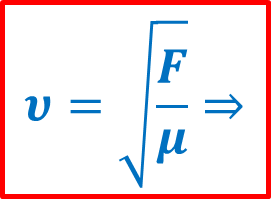 υ = √(F/μ) ⇒